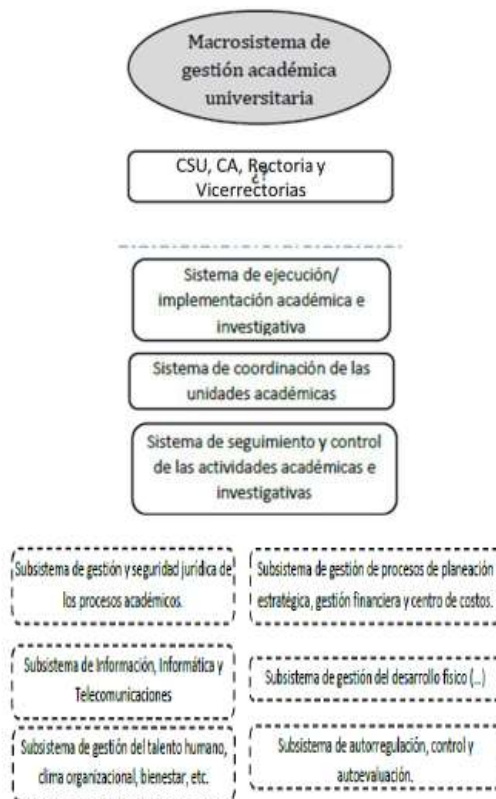 Macrosistema de
gestión académica
universitaria
CSU, CA, Rectoria y
¿?
Vicerrectorias
Sistema de ejecución/
implementación académica e
investigativa
Sistema de coordinación de las
unidades académicas
Sistema de seguimiento y control
de las actividades académicas e
investigativas
Subsistema de gestión y seguridad jurídica de
los procesos académicos.
Subsistema de gestión de procesos de planeación
estratégica, gestión financiera y centro de costos.
Subsistema de Información, Informática y
Telecomunicaciones
Subsistema de gestión del desarrollo físico (...)
Subsistema de gestión del talento humano,
clima organizacional, bienestar, etc.
Subsistema de autorregulación, control y
autoevaluación.